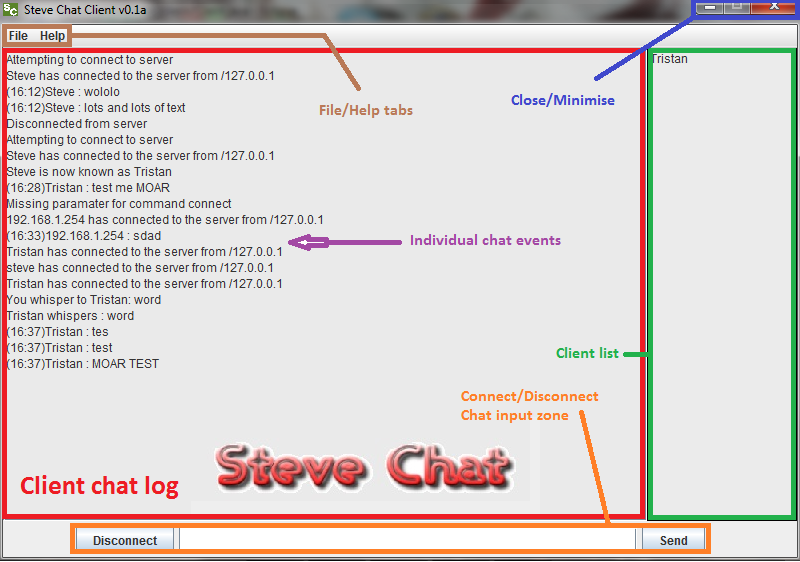 SC Steve Chat Client v0.1a
File Help
Attempting to connect to server
Steve has connected to the server from /127.0.0.1
(16:12)Steve : wololo
(16:12)Steve : lots and lots of text
Disconnected from server
Attempting to connect to server
Steve has connected to the server from /127.0.0.1
Steve is now known as Tristan
(16:28)Tristan : test me MOAR
Missing paramater for command connect
192.168.1.254 has connected to the server from /127.0.0.1
(16:33)192.168.1.254 : sdad
Tristan has connected to the server from /127.0.0.1
steve has connected to the server from /127.0.0.1
Tristan has connected to the server from /127.0.0.1
You whisper to Tristan: word
Tristan whispers : word
(16:37)Tristan : tes
(16:37)Tristan : test
(16:37)Tristan : MOAR TEST
Tristan
File/Help tabs
Close/Minimise
Individual chat events
Client list
Connect/Disconnect
Chat input zone
Steve Chat
Client chat log
Disconnect
Send